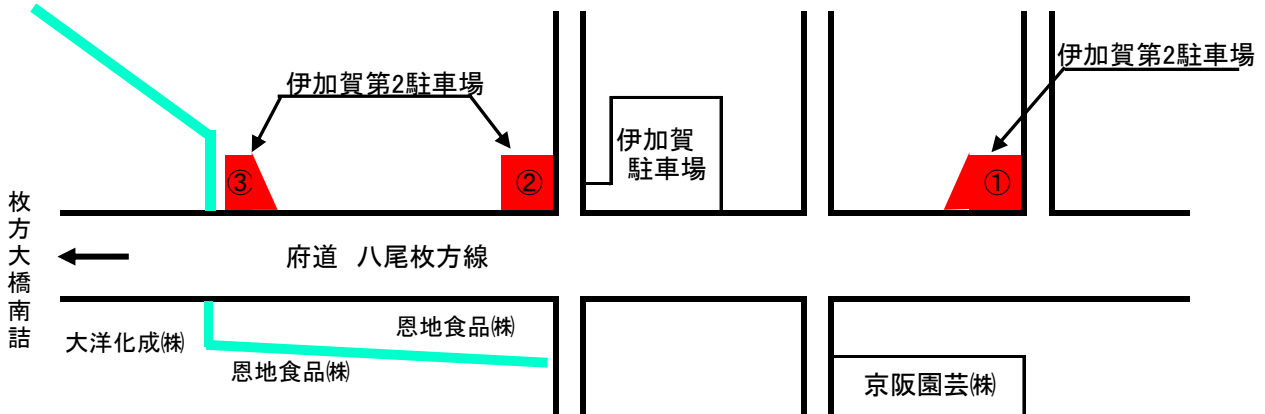 伊加賀第2駐車場
伊加賀第2駐車場
伊加賀
駐車場
③
②
①
枚方大橋南詰
府道 八尾枚方線
大洋化成㈱
恩地食品㈱
恩地食品㈱
京阪園芸㈱